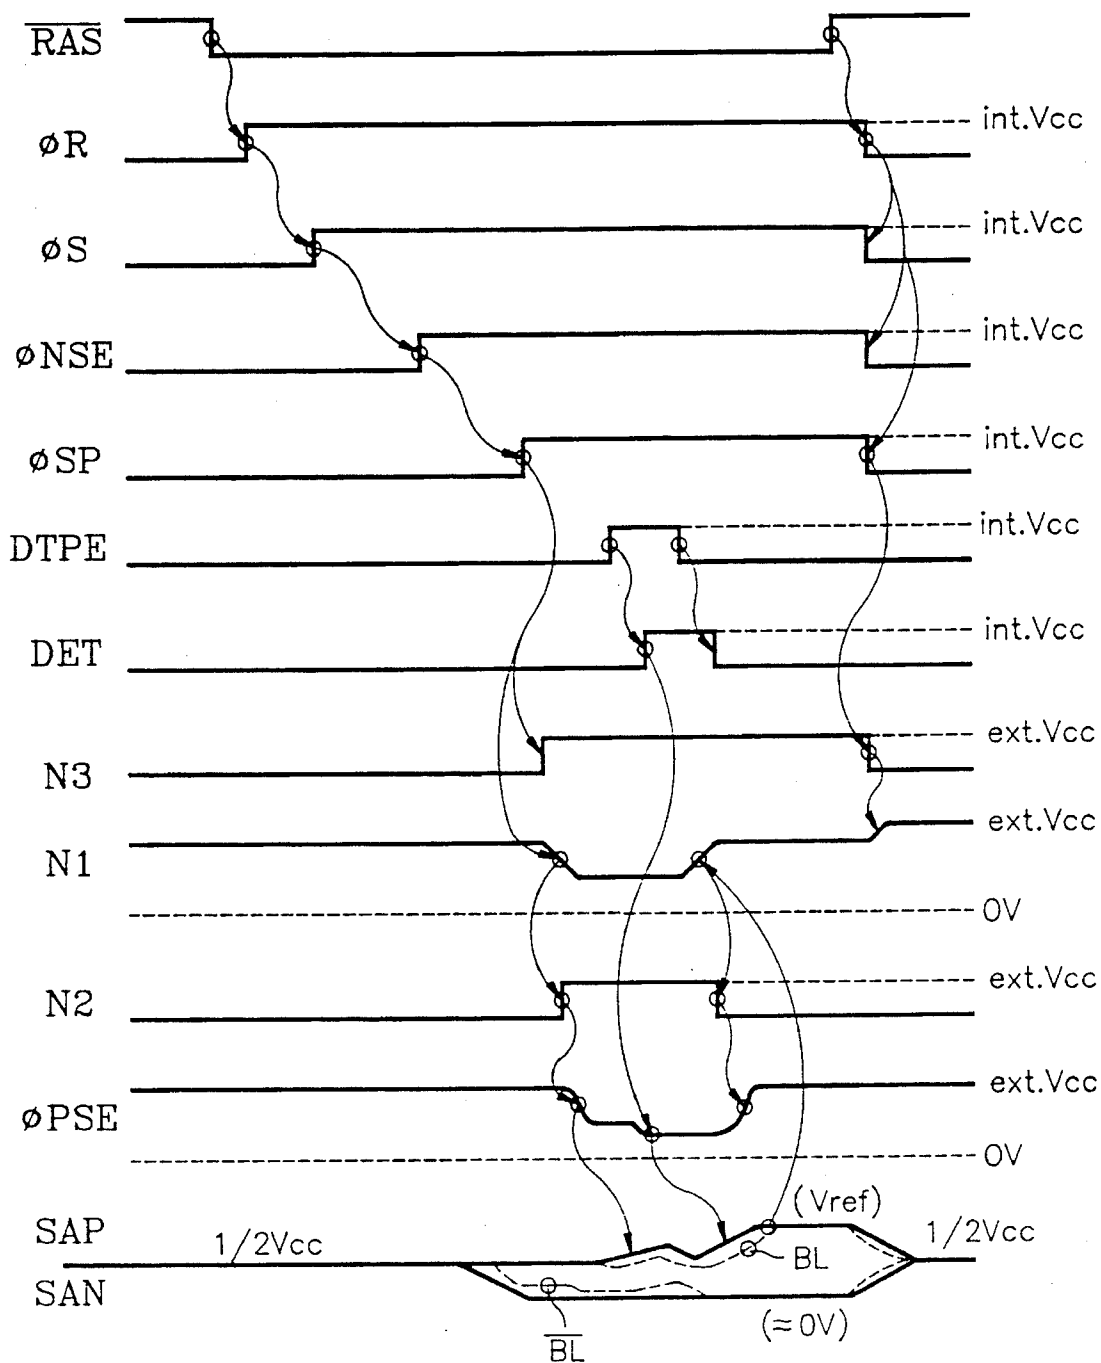 R̅A̅S̅
øR int.Vcc
øS int.Vcc
øNSE int.Vcc
øSP int.Vcc
DTPE int.Vcc
DET int.Vcc
N3 ext.Vcc
N1 ext.Vcc
0V
N2 ext.Vcc
øPSE ext.Vcc
0V
SAP 1/2Vcc (Vref) 1/2Vcc
BL
SAN
B̅L̅ (≈0V)